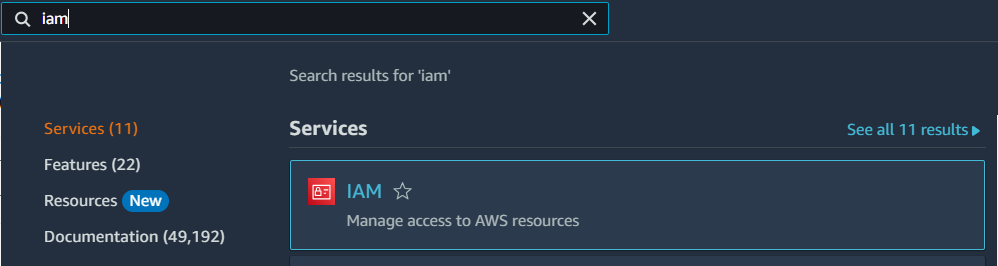 iam
Search results for 'iam'
Services (11)
Features (22)
Resources New
Documentation (49,192)
Services
See all 11 results
IAM
Manage access to AWS resources